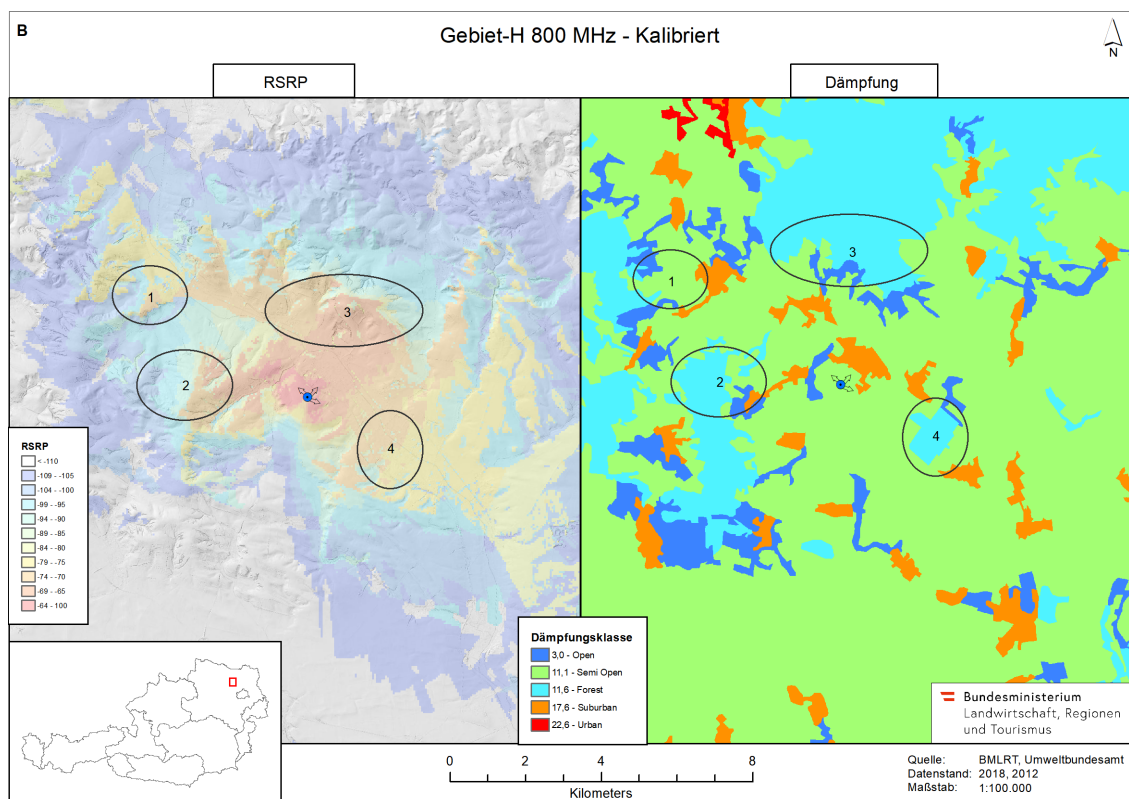 B
Gebiet-H 800 MHz - Kalibriert
N
RSRP
Dämpfung
1
2
3
4
1
2
3
4
RSRP
< -110
-109 - -105
-104 - -100
-99 - -95
-94 - -90
-89 - -85
-84 - -80
-79 - -75
-74 - -70
-69 - -65
-64 - 100
Dämpfungsklasse
3,0 - Open
11,1 - Semi Open
11,6 - Forest
17,6 - Suburban
22,6 - Urban
Bundesministerium
Landwirtschaft, Regionen
und Tourismus
0 2 4 8
Kilometers
Quelle: BMLRT, Umweltbundesamt
Datenstand: 2018, 2012
Maßstab: 1:100.000